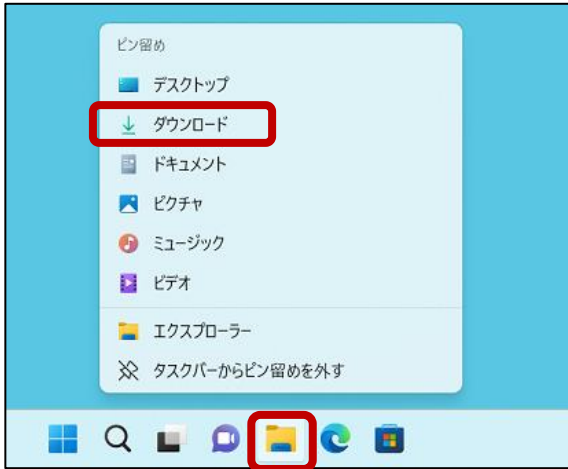 ピン留め
デスクトップ
ダウンロード
ドキュメント
ピクチャ
ミュージック
ビデオ
エクスプローラー
タスクバーからピン留めを外す